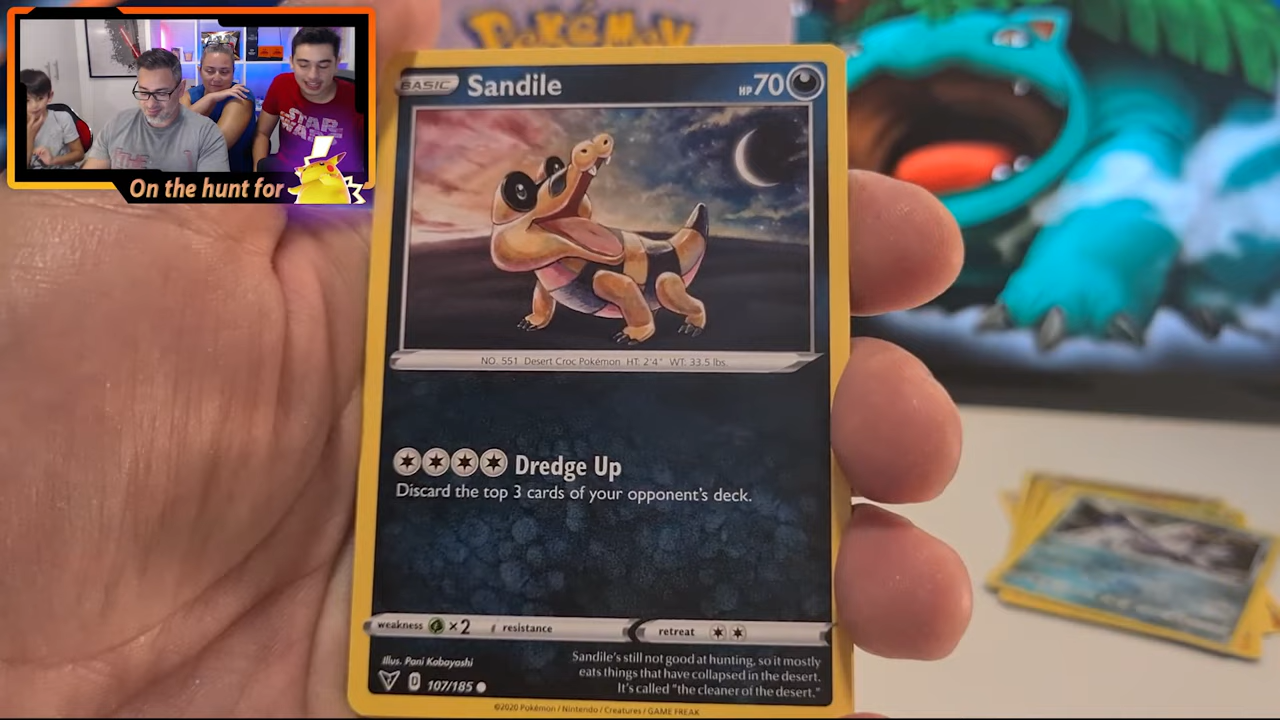 Pokémon
STAR
WARS
On the hunt for
BASIC Sandile HP 70
NO. 551 Desert Croc Pokémon HT: 2'4" WT: 33.5 lbs.
Dredge Up
Discard the top 3 cards of your opponent's deck.
weakness ×2 resistance retreat
Illus. Pani Kobayashi
D 107/185
Sandile's still not good at hunting, so it mostly
eats things that have collapsed in the desert.
It's called "the cleaner of the desert."
©2020 Pokémon / Nintendo / Creatures / GAME FREAK